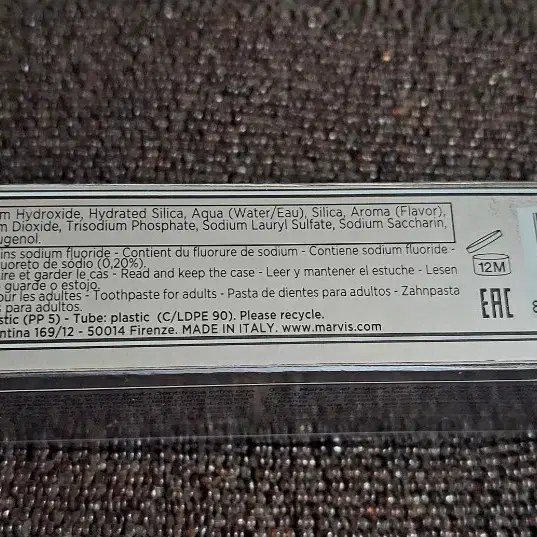 m Hydroxide, Hydrated Silica, Aqua (Water/Eau), Silica, Aroma (Flavor),
m Dioxide, Trisodium Phosphate, Sodium Lauryl Sulfate, Sodium Saccharin,
ugenol.
ins sodium fluoride - Contient du fluorure de sodium - Contiene sodium fluoride -
uoreto de sódio (0,20%).
ire et garder le cas - Read and keep the case - Leer y mantener el estuche - Lesen
guarde o estojo.
our les adultes - Toothpaste for adults - Pasta de dientes para adultos - Zahnpasta
s para adultos.
stic (PP 5) - Tube: plastic (C/LDPE 90). Please recycle.
ntina 169/12 - 50014 Firenze. MADE IN ITALY. www.marvis.com
12M
EAC
8